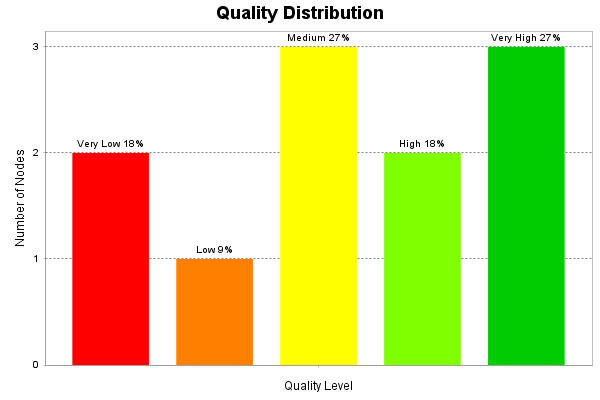 Quality Distribution
Number of Nodes
3
2
1
0
Very Low 18%
Low 9%
Medium 27%
High 18%
Very High 27%
Quality Level